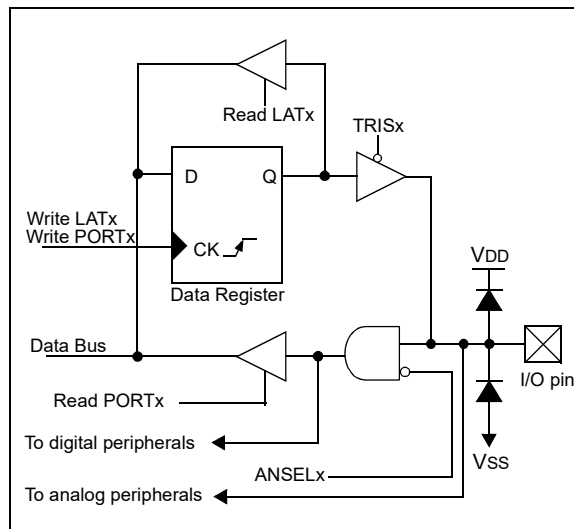 Read LATx
TRISx
D
Q
Write LATx
Write PORTx
CK
Data Register
VDD
Data Bus
I/O pin
Read PORTx
To digital peripherals
VSS
ANSELx
To analog peripherals